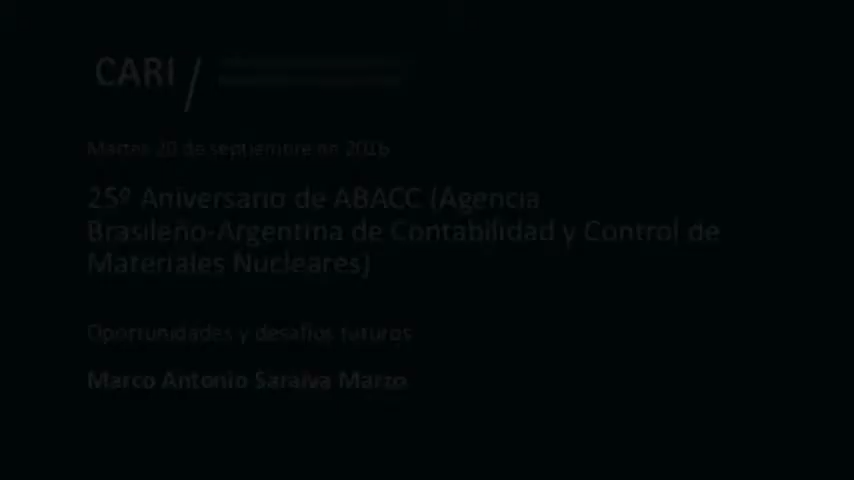 CARI /
Martes 20 de septiembre de 2016
25º Aniversario de ABACC (Agencia
Brasileño-Argentina de Contabilidad y Control de
Materiales Nucleares)
Oportunidades y desafíos futuros
Marco Antonio Saraiva Marzo